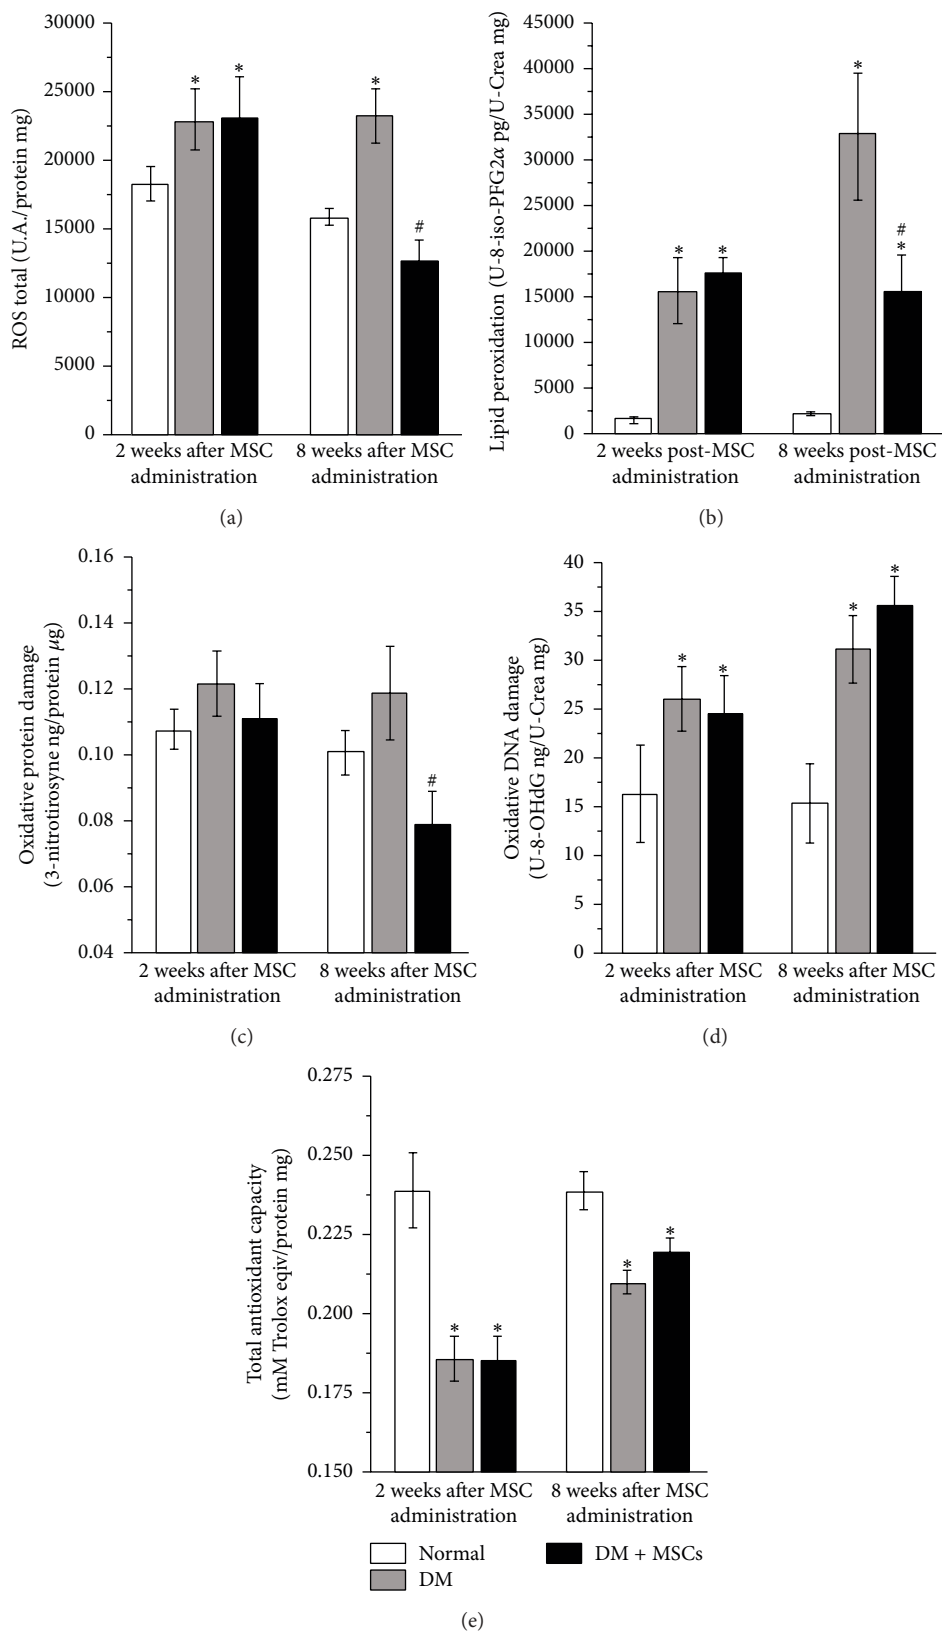 ROS total (U.A./protein mg)
30000
25000
20000
15000
10000
5000
0
* * * #
2 weeks after MSC administration
8 weeks after MSC administration
(a)
Lipid peroxidation (U-8-iso-PFG2α pg/U-Crea mg)
45000
40000
35000
30000
25000
20000
15000
10000
5000
0
* * * # *
2 weeks post-MSC administration
8 weeks post-MSC administration
(b)
Oxidative protein damage
(3-nitrotirosyne ng/protein μg)
0.16
0.14
0.12
0.10
0.08
0.06
0.04
#
2 weeks after MSC administration
8 weeks after MSC administration
(c)
Oxidative DNA damage
(U-8-OHdG ng/U-Crea mg)
40
35
30
25
20
15
10
5
0
* * * *
2 weeks after MSC administration
8 weeks after MSC administration
(d)
Total antioxidant capacity
(mM Trolox eqiv/protein mg)
0.275
0.250
0.225
0.200
0.175
0.150
* * * *
2 weeks after MSC administration
8 weeks after MSC administration
Normal
DM
DM + MSCs
(e)